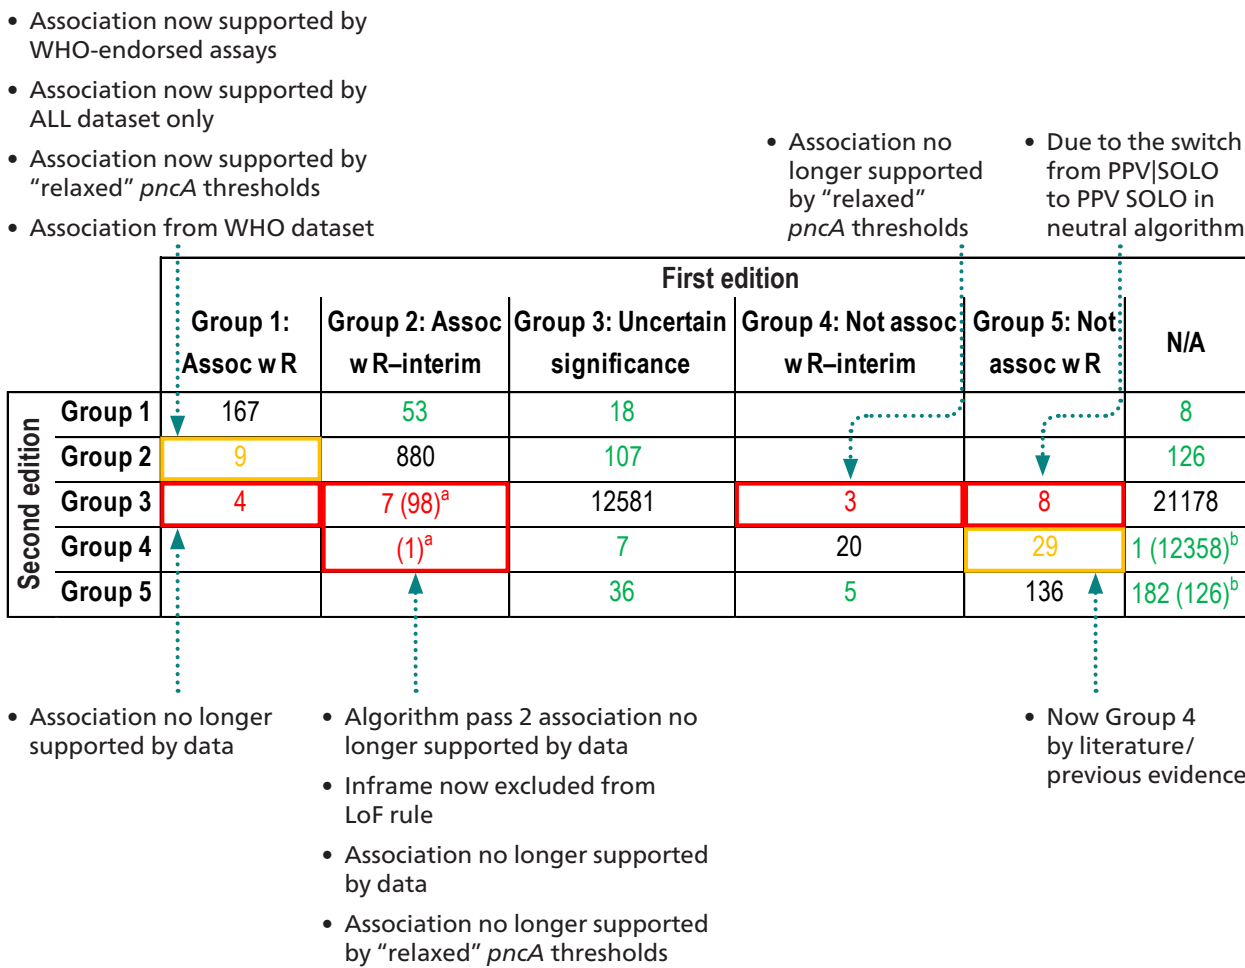 • Association now supported by
WHO-endorsed assays
• Association now supported by
ALL dataset only
• Association now supported by
“relaxed” pncA thresholds
• Association from WHO dataset
• Association no
longer supported
by “relaxed”
pncA thresholds
• Due to the switch
from PPV|SOLO
to PPV SOLO in
neutral algorithm
First edition
Group 1:
Assoc w R
Group 2: Assoc
w R–interim
Group 3: Uncertain
significance
Group 4: Not assoc
w R–interim
Group 5: Not
assoc w R
N/A
Second edition
Group 1 167 53 18 8
Group 2 9 880 107 126
Group 3 4 7 (98)a 12581 3 8 21178
Group 4 (1)a 7 20 29 1 (12358)b
Group 5 36 5 136 182 (126)b
• Association no longer
supported by data
• Algorithm pass 2 association no
longer supported by data
• Inframe now excluded from
LoF rule
• Association no longer supported
by data
• Association no longer supported
by “relaxed” pncA thresholds
• Now Group 4
by literature/
previous evidence